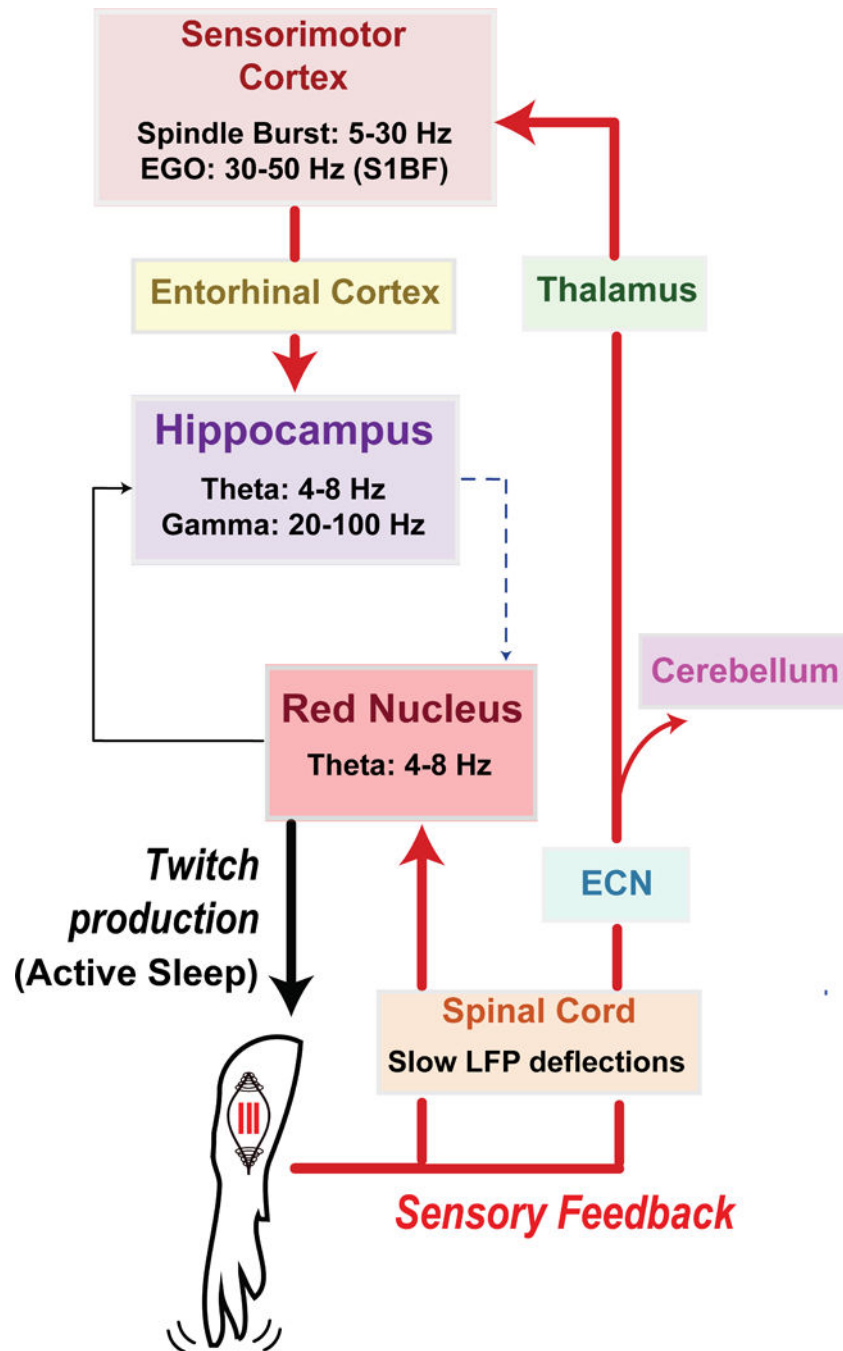 Sensorimotor
Cortex
Spindle Burst: 5-30 Hz
EGO: 30-50 Hz (S1BF)
Entorhinal Cortex
Thalamus
Hippocampus
Theta: 4-8 Hz
Gamma: 20-100 Hz
Cerebellum
Red Nucleus
Theta: 4-8 Hz
Twitch
production
(Active Sleep)
ECN
Spinal Cord
Slow LFP deflections
Sensory Feedback